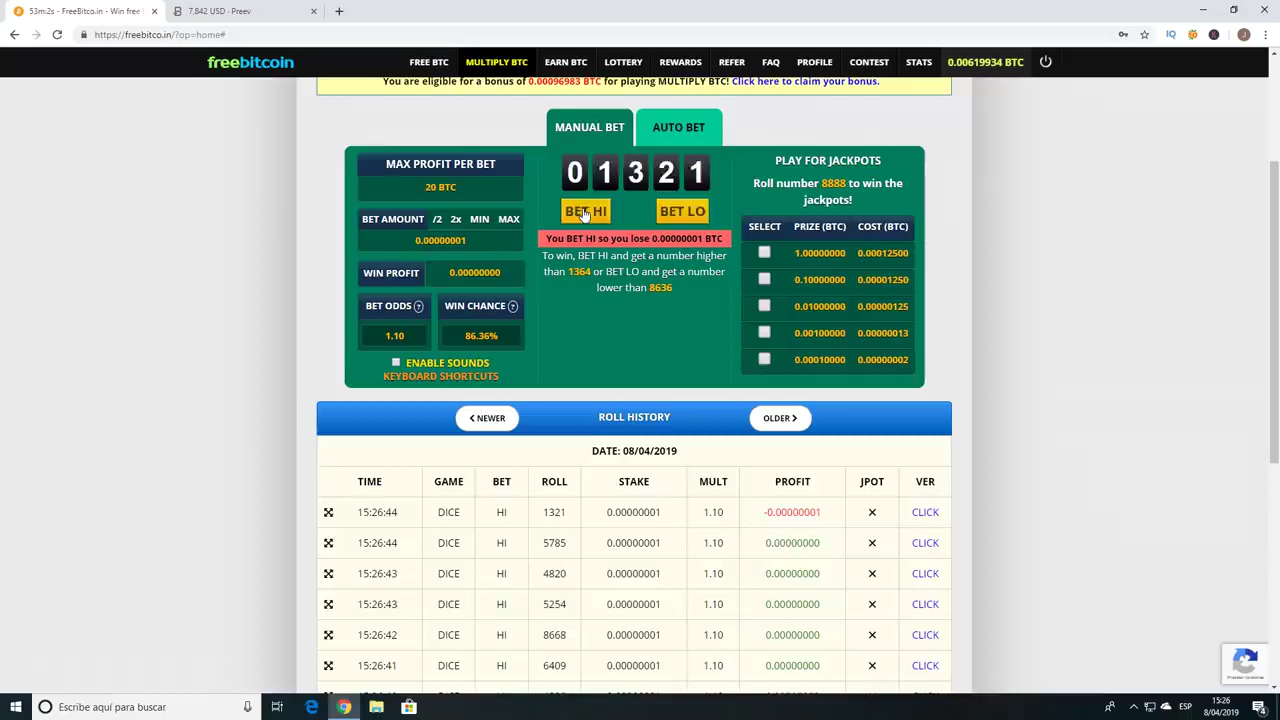 53m:2s - FreeBitco.in - Win free
7,842 USD · Preev
https://freebitco.in/?op=home#
freebitcoin
FREE BTC MULTIPLY BTC EARN BTC LOTTERY REWARDS REFER FAQ PROFILE CONTEST STATS 0.00619934 BTC
You are eligible for a bonus of 0.00096983 BTC for playing MULTIPLY BTC! Click here to claim your bonus.
MANUAL BET AUTO BET
MAX PROFIT PER BET
20 BTC
BET AMOUNT /2 2x MIN MAX
0.00000001
WIN PROFIT 0.00000000
BET ODDS ? WIN CHANCE ?
1.10 86.36%
ENABLE SOUNDS
KEYBOARD SHORTCUTS
0 1 3 2 1
BET HI BET LO
You BET HI so you lose 0.00000001 BTC
To win, BET HI and get a number higher
than 1364 or BET LO and get a number
lower than 8636
PLAY FOR JACKPOTS
Roll number 8888 to win the
jackpots!
SELECT PRIZE (BTC) COST (BTC)
1.00000000 0.00012500
0.10000000 0.00001250
0.01000000 0.00000125
0.00100000 0.00000013
0.00010000 0.00000002
NEWER ROLL HISTORY OLDER
DATE: 08/04/2019
TIME GAME BET ROLL STAKE MULT PROFIT JPOT VER
15:26:44 DICE HI 1321 0.00000001 1.10 -0.00000001 CLICK
15:26:44 DICE HI 5785 0.00000001 1.10 0.00000000 CLICK
15:26:43 DICE HI 4820 0.00000001 1.10 0.00000000 CLICK
15:26:43 DICE HI 5254 0.00000001 1.10 0.00000000 CLICK
15:26:42 DICE HI 8668 0.00000001 1.10 0.00000000 CLICK
15:26:41 DICE HI 6409 0.00000001 1.10 0.00000000 CLICK
Escribe aquí para buscar
ESP
15:26
8/04/2019